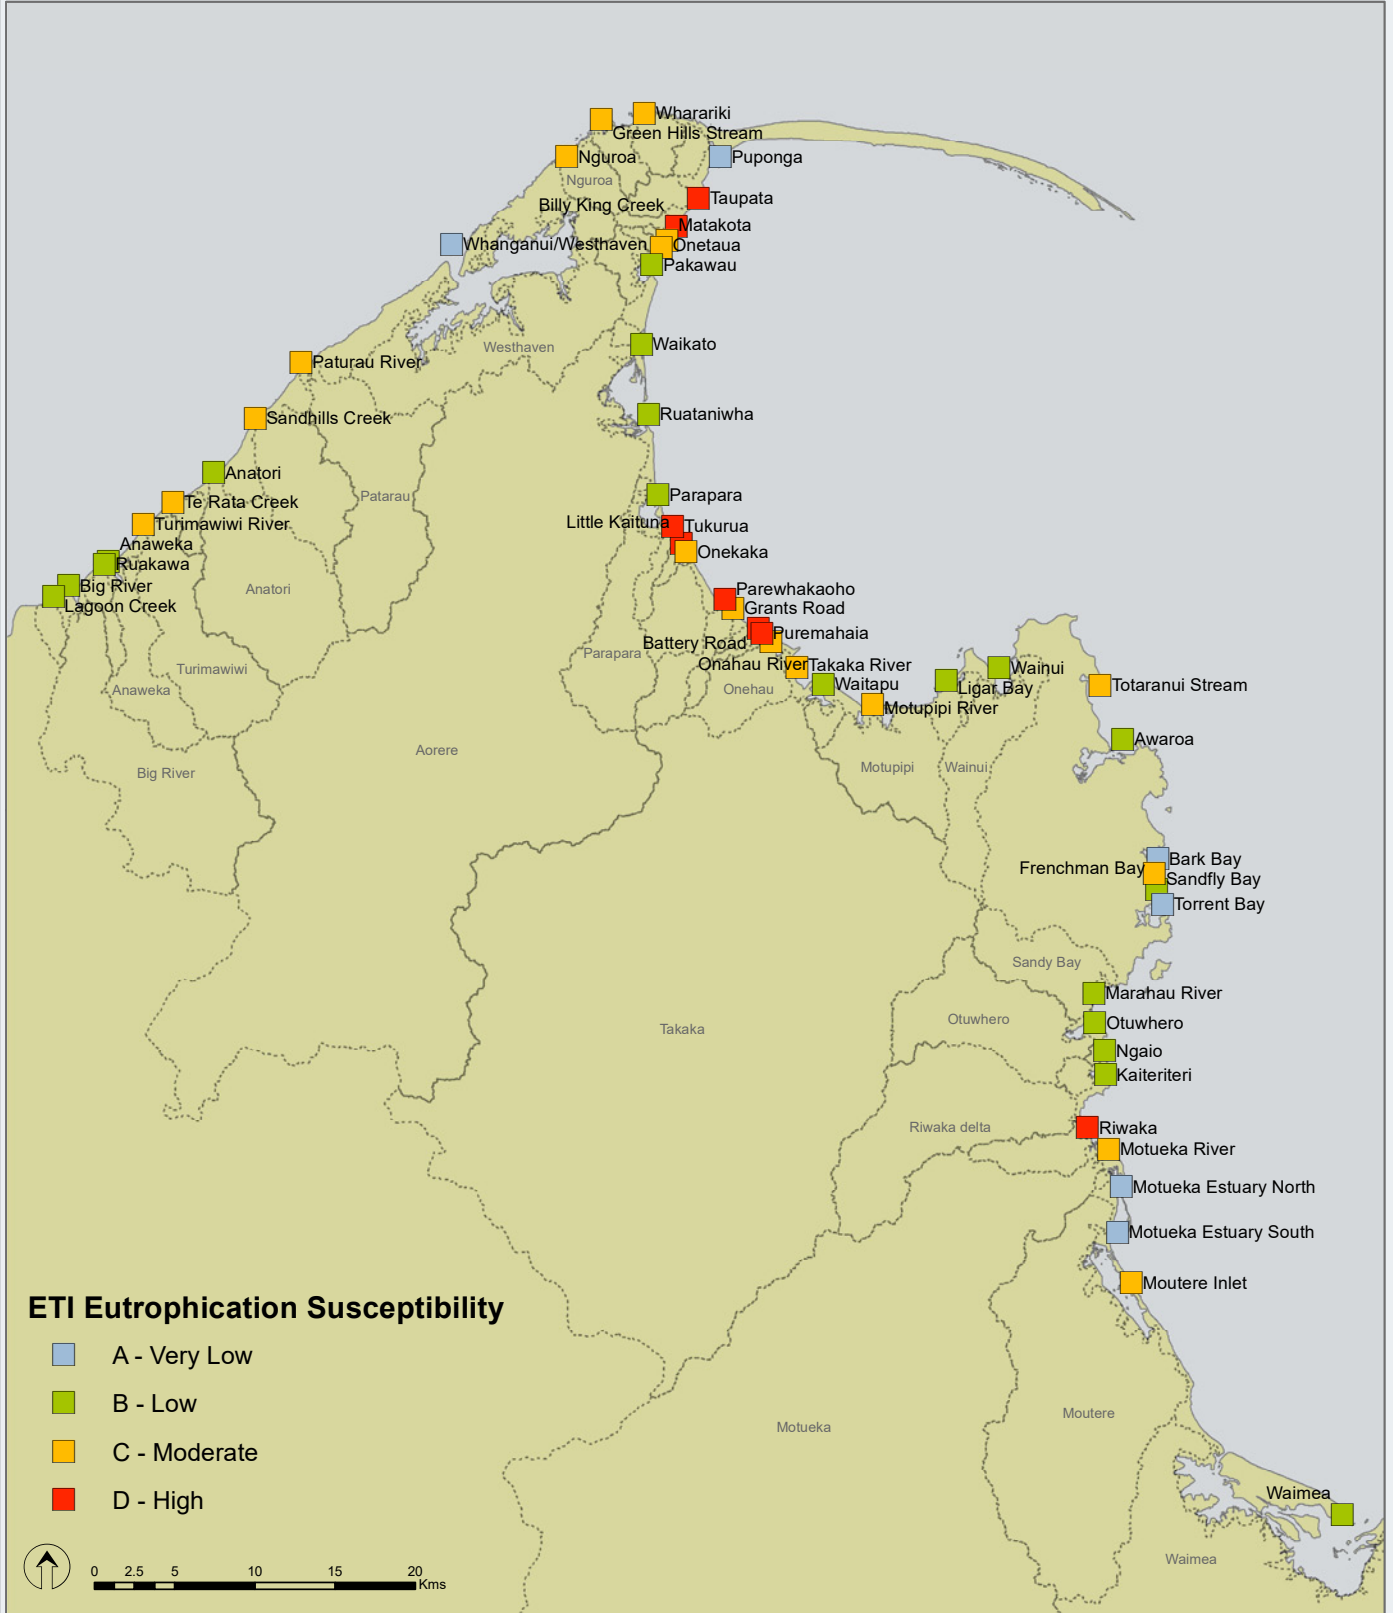 Wharariki
Green Hills Stream
Nguroa
Puponga
Nguroa
Taupata
Billy King Creek
Matakota
Whanganui/Westhaven
Onetaua
Pakawau
Waikato
Westhaven
Paturau River
Ruataniwha
Sandhills Creek
Anatori
Parapara
Patarau
Te Rata Creek
Little Kaituna
Tukurua
Turimawiwi River
Anaweka
Onekaka
Ruakawa
Big River
Anatori
Parewhakaoho
Lagoon Creek
Grants Road
Puremahaia
Battery Road
Parapara
Onahau River
Takaka River
Wainui
Turimawiwi
Waitapu
Ligar Bay
Totaranui Stream
Anaweka
Onehau
Motupipi River
Awaroa
Aorere
Big River
Motupipi
Wainui
Bark Bay
Frenchman Bay
Sandfly Bay
Torrent Bay
Sandy Bay
Marahau River
Otuwhero
Otuwhero
Takaka
Ngaio
Kaiteriteri
Riwaka delta
Riwaka
Motueka River
Motueka Estuary North
Motueka Estuary South
Moutere Inlet
ETI Eutrophication Susceptibility
A - Very Low
B - Low
C - Moderate
D - High
Moutere
Motueka
Waimea
Waimea
0 2.5 5 10 15 20
Kms